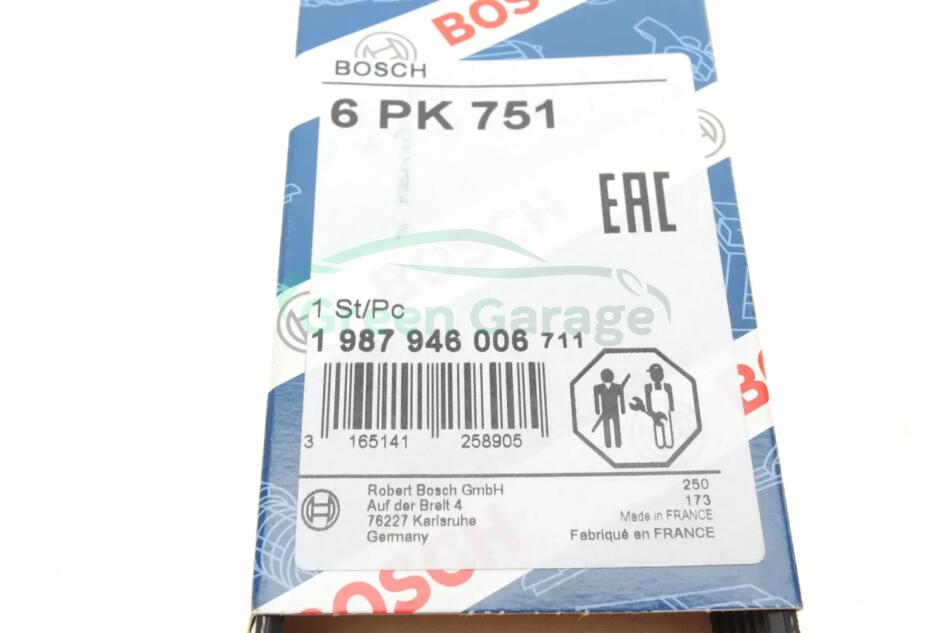 BOSCH
BOSCH
6 PK 751
EAC
BOSCH
Green Garage
1 St/Pc
1 987 946 006 711
BOSCH
3 165141 258905
Robert Bosch GmbH
Auf der Breit 4
76227 Karlsruhe
Germany
250
173
Made in FRANCE
Fabriqué en FRANCE
BOSCH